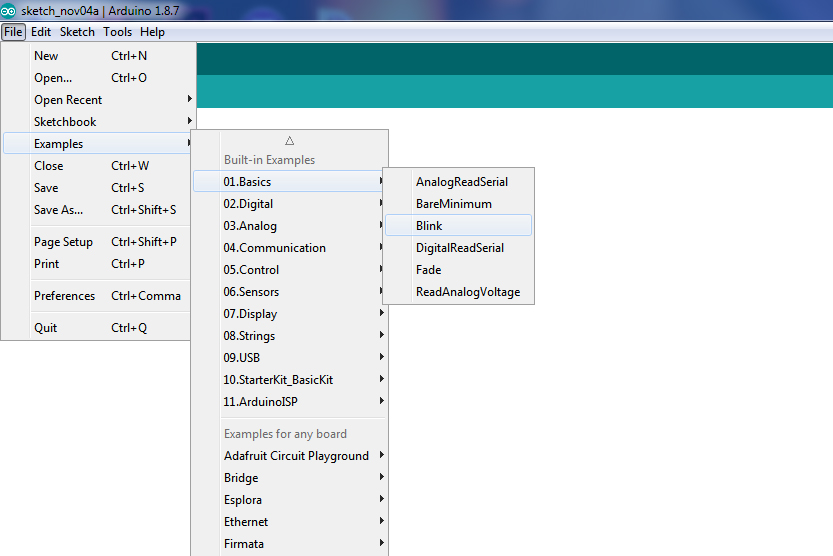 sketch_nov04a | Arduino 1.8.7
File Edit Sketch Tools Help
New Ctrl+N
Open... Ctrl+O
Open Recent
Sketchbook
Examples
Close Ctrl+W
Save Ctrl+S
Save As... Ctrl+Shift+S
Page Setup Ctrl+Shift+P
Print Ctrl+P
Preferences Ctrl+Comma
Quit Ctrl+Q
Built-in Examples
01.Basics
02.Digital
03.Analog
04.Communication
05.Control
06.Sensors
07.Display
08.Strings
09.USB
10.StarterKit_BasicKit
11.ArduinoISP
Examples for any board
Adafruit Circuit Playground
Bridge
Esplora
Ethernet
Firmata
AnalogReadSerial
BareMinimum
Blink
DigitalReadSerial
Fade
ReadAnalogVoltage